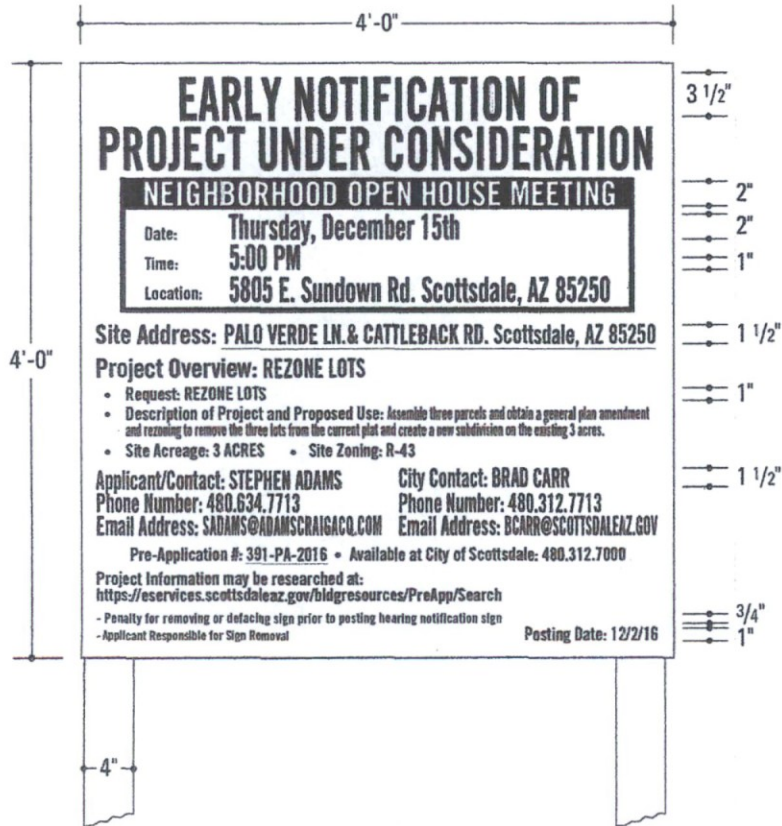 4'-0"
EARLY NOTIFICATION OF
PROJECT UNDER CONSIDERATION
3 1/2"
NEIGHBORHOOD OPEN HOUSE MEETING
2"
Date: Thursday, December 15th
2"
Time: 5:00 PM
1"
Location: 5805 E. Sundown Rd. Scottsdale, AZ 85250
Site Address: PALO VERDE LN.& CATTLEBACK RD. Scottsdale, AZ 85250
1 1/2"
4'-0"
Project Overview: REZONE LOTS
• Request: REZONE LOTS
1"
• Description of Project and Proposed Use: Assemble three parcels and obtain a general plan amendment
and rezoning to remove the three lots from the current plat and create a new subdivision on the existing 3 acres.
• Site Acreage: 3 ACRES • Site Zoning: R-43
Applicant/Contact: STEPHEN ADAMS City Contact: BRAD CARR
1 1/2"
Phone Number: 480.634.7713 Phone Number: 480.312.7713
Email Address: SADAMS@ADAMSCRAIGACQ.COM Email Address: BCARR@SCOTTSDALEAZ.GOV
Pre-Application #: 391-PA-2016 • Available at City of Scottsdale: 480.312.7000
Project Information may be researched at:
https://eservices.scottsdaleaz.gov/bldgresources/PreApp/Search
- Penalty for removing or defacing sign prior to posting hearing notification sign
3/4"
- Applicant Responsible for Sign Removal Posting Date: 12/2/16
1"
4"